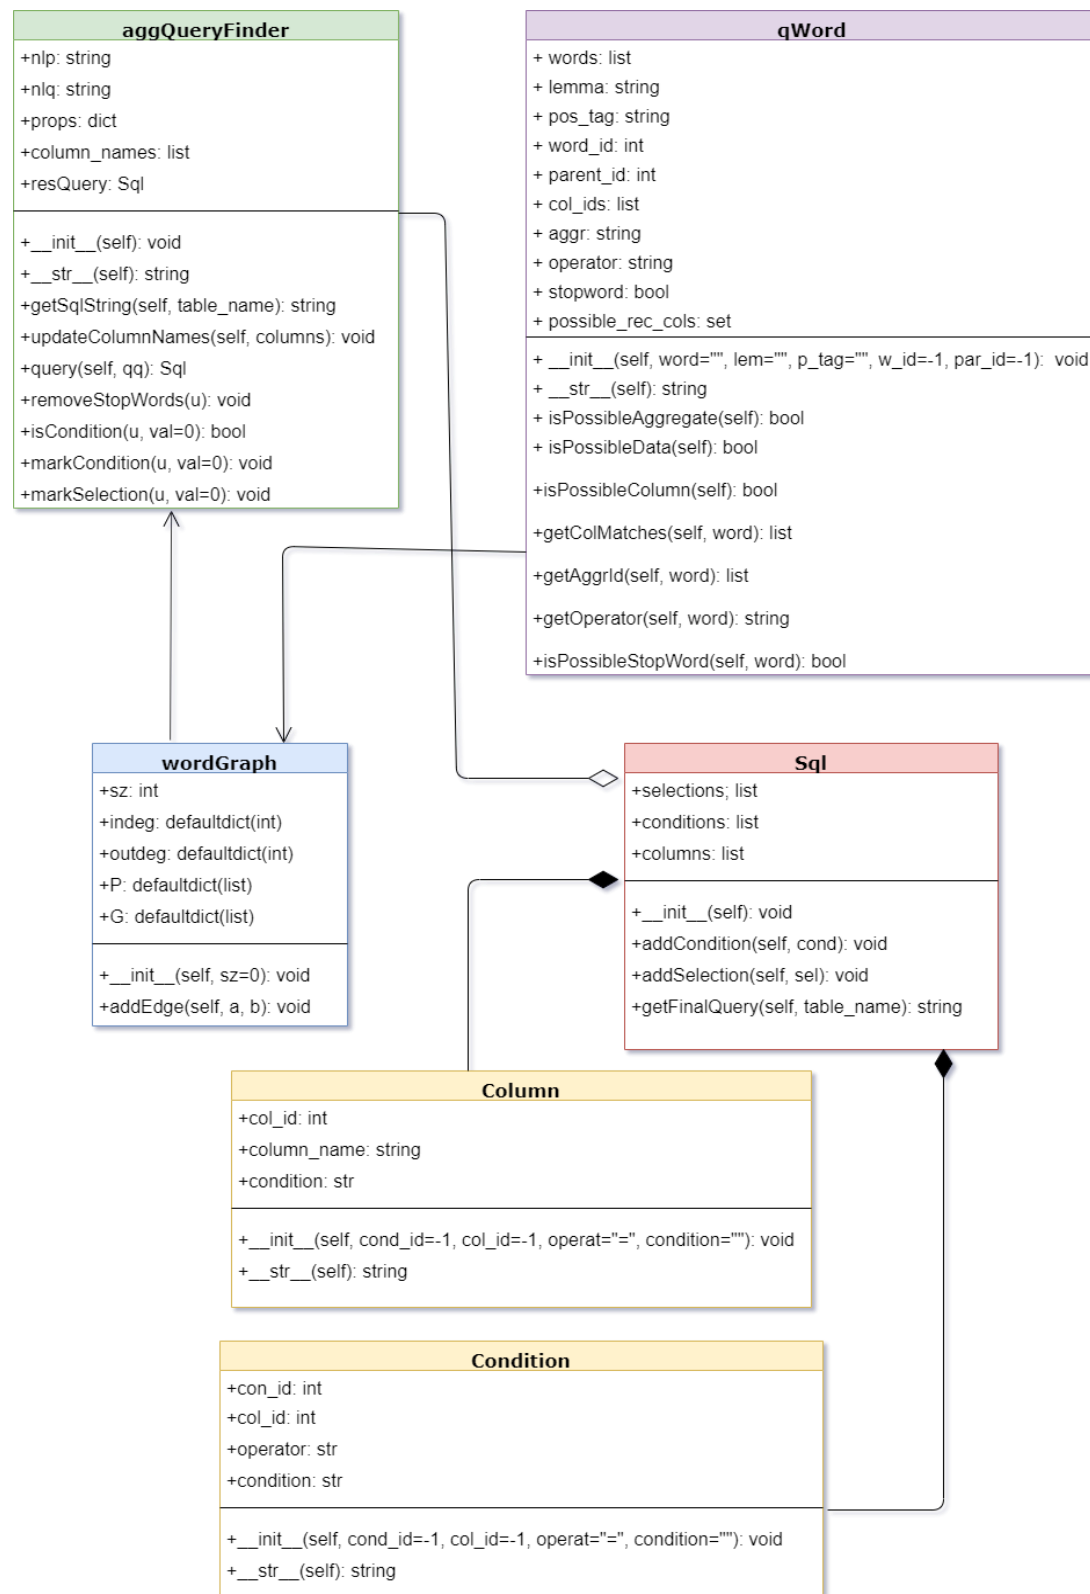 aggQueryFinder
+nlp: string
+nlq: string
+props: dict
+column_names: list
+resQuery: Sql
+__init__(self): void
+__str__(self): string
+getSqlString(self, table_name): string
+updateColumnNames(self, columns): void
+query(self, qq): Sql
+removeStopWords(u): void
+isCondition(u, val=0): bool
+markCondition(u, val=0): void
+markSelection(u, val=0): void
qWord
+ words: list
+ lemma: string
+ pos_tag: string
+ word_id: int
+ parent_id: int
+ col_ids: list
+ aggr: string
+ operator: string
+ stopword: bool
+ possible_rec_cols: set
+ __init__(self, word="", lem="", p_tag="", w_id=-1, par_id=-1):  void
+ __str__(self): string
+ isPossibleAggregate(self): bool
+ isPossibleData(self): bool
+isPossibleColumn(self): bool
+getColMatches(self, word): list
+getAggrId(self, word): list
+getOperator(self, word): string
+isPossibleStopWord(self, word): bool
wordGraph
+sz: int
+indeg: defaultdict(int)
+outdeg: defaultdict(int)
+P: defaultdict(list)
+G: defaultdict(list)
+__init__(self, sz=0): void
+addEdge(self, a, b): void
Sql
+selections; list
+conditions: list
+columns: list
+__init__(self): void
+addCondition(self, cond): void
+addSelection(self, sel): void
+getFinalQuery(self, table_name): string
Column
+col_id: int
+column_name: string
+condition: str
+__init__(self, cond_id=-1, col_id=-1, operat="=", condition=""): void
+__str__(self): string
Condition
+con_id: int
+col_id: int
+operator: str
+condition: str
+__init__(self, cond_id=-1, col_id=-1, operat="=", condition=""): void
+__str__(self): string